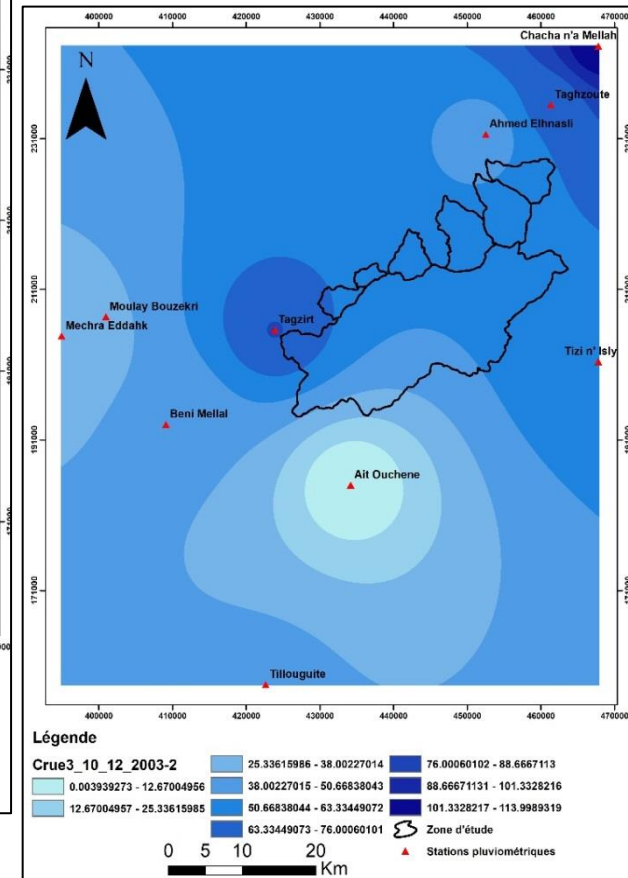 400000 410000 420000 430000 440000 450000 460000 470000
Chacha n'a Mellah
N
Taghzoute
Ahmed Elhnasli
231000
231000
211000
211000
Moulay Bouzekri
Tagzirt
Mechra Eddahk
Tizi n' Isly
Beni Mellal
191000
191000
Ait Ouchene
171000
171000
Tillouguite
400000 410000 420000 430000 440000 450000 460000 470000
Légende
Crue3_10_12_2003-2
0.003939273 - 12.67004956
12.67004957 - 25.33615985
25.33615986 - 38.00227014
38.00227015 - 50.66838043
50.66838044 - 63.33449072
63.33449073 - 76.00060101
76.00060102 - 88.6667113
88.66671131 - 101.3328216
101.3328217 - 113.9989319
Zone d'étude
Stations pluviométriques
0 5 10 20
Km